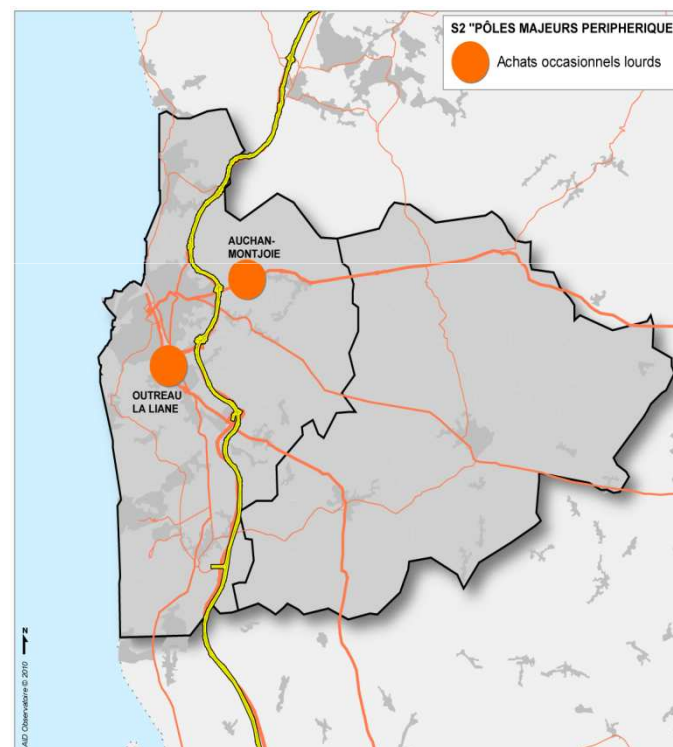 S2 "PÔLES MAJEURS PERIPHERIQUE
Achats occasionnels lourds
AUCHAN-
MONTJOIE
OUTREAU
LA LIANE
N
AID Observatoire © 2010